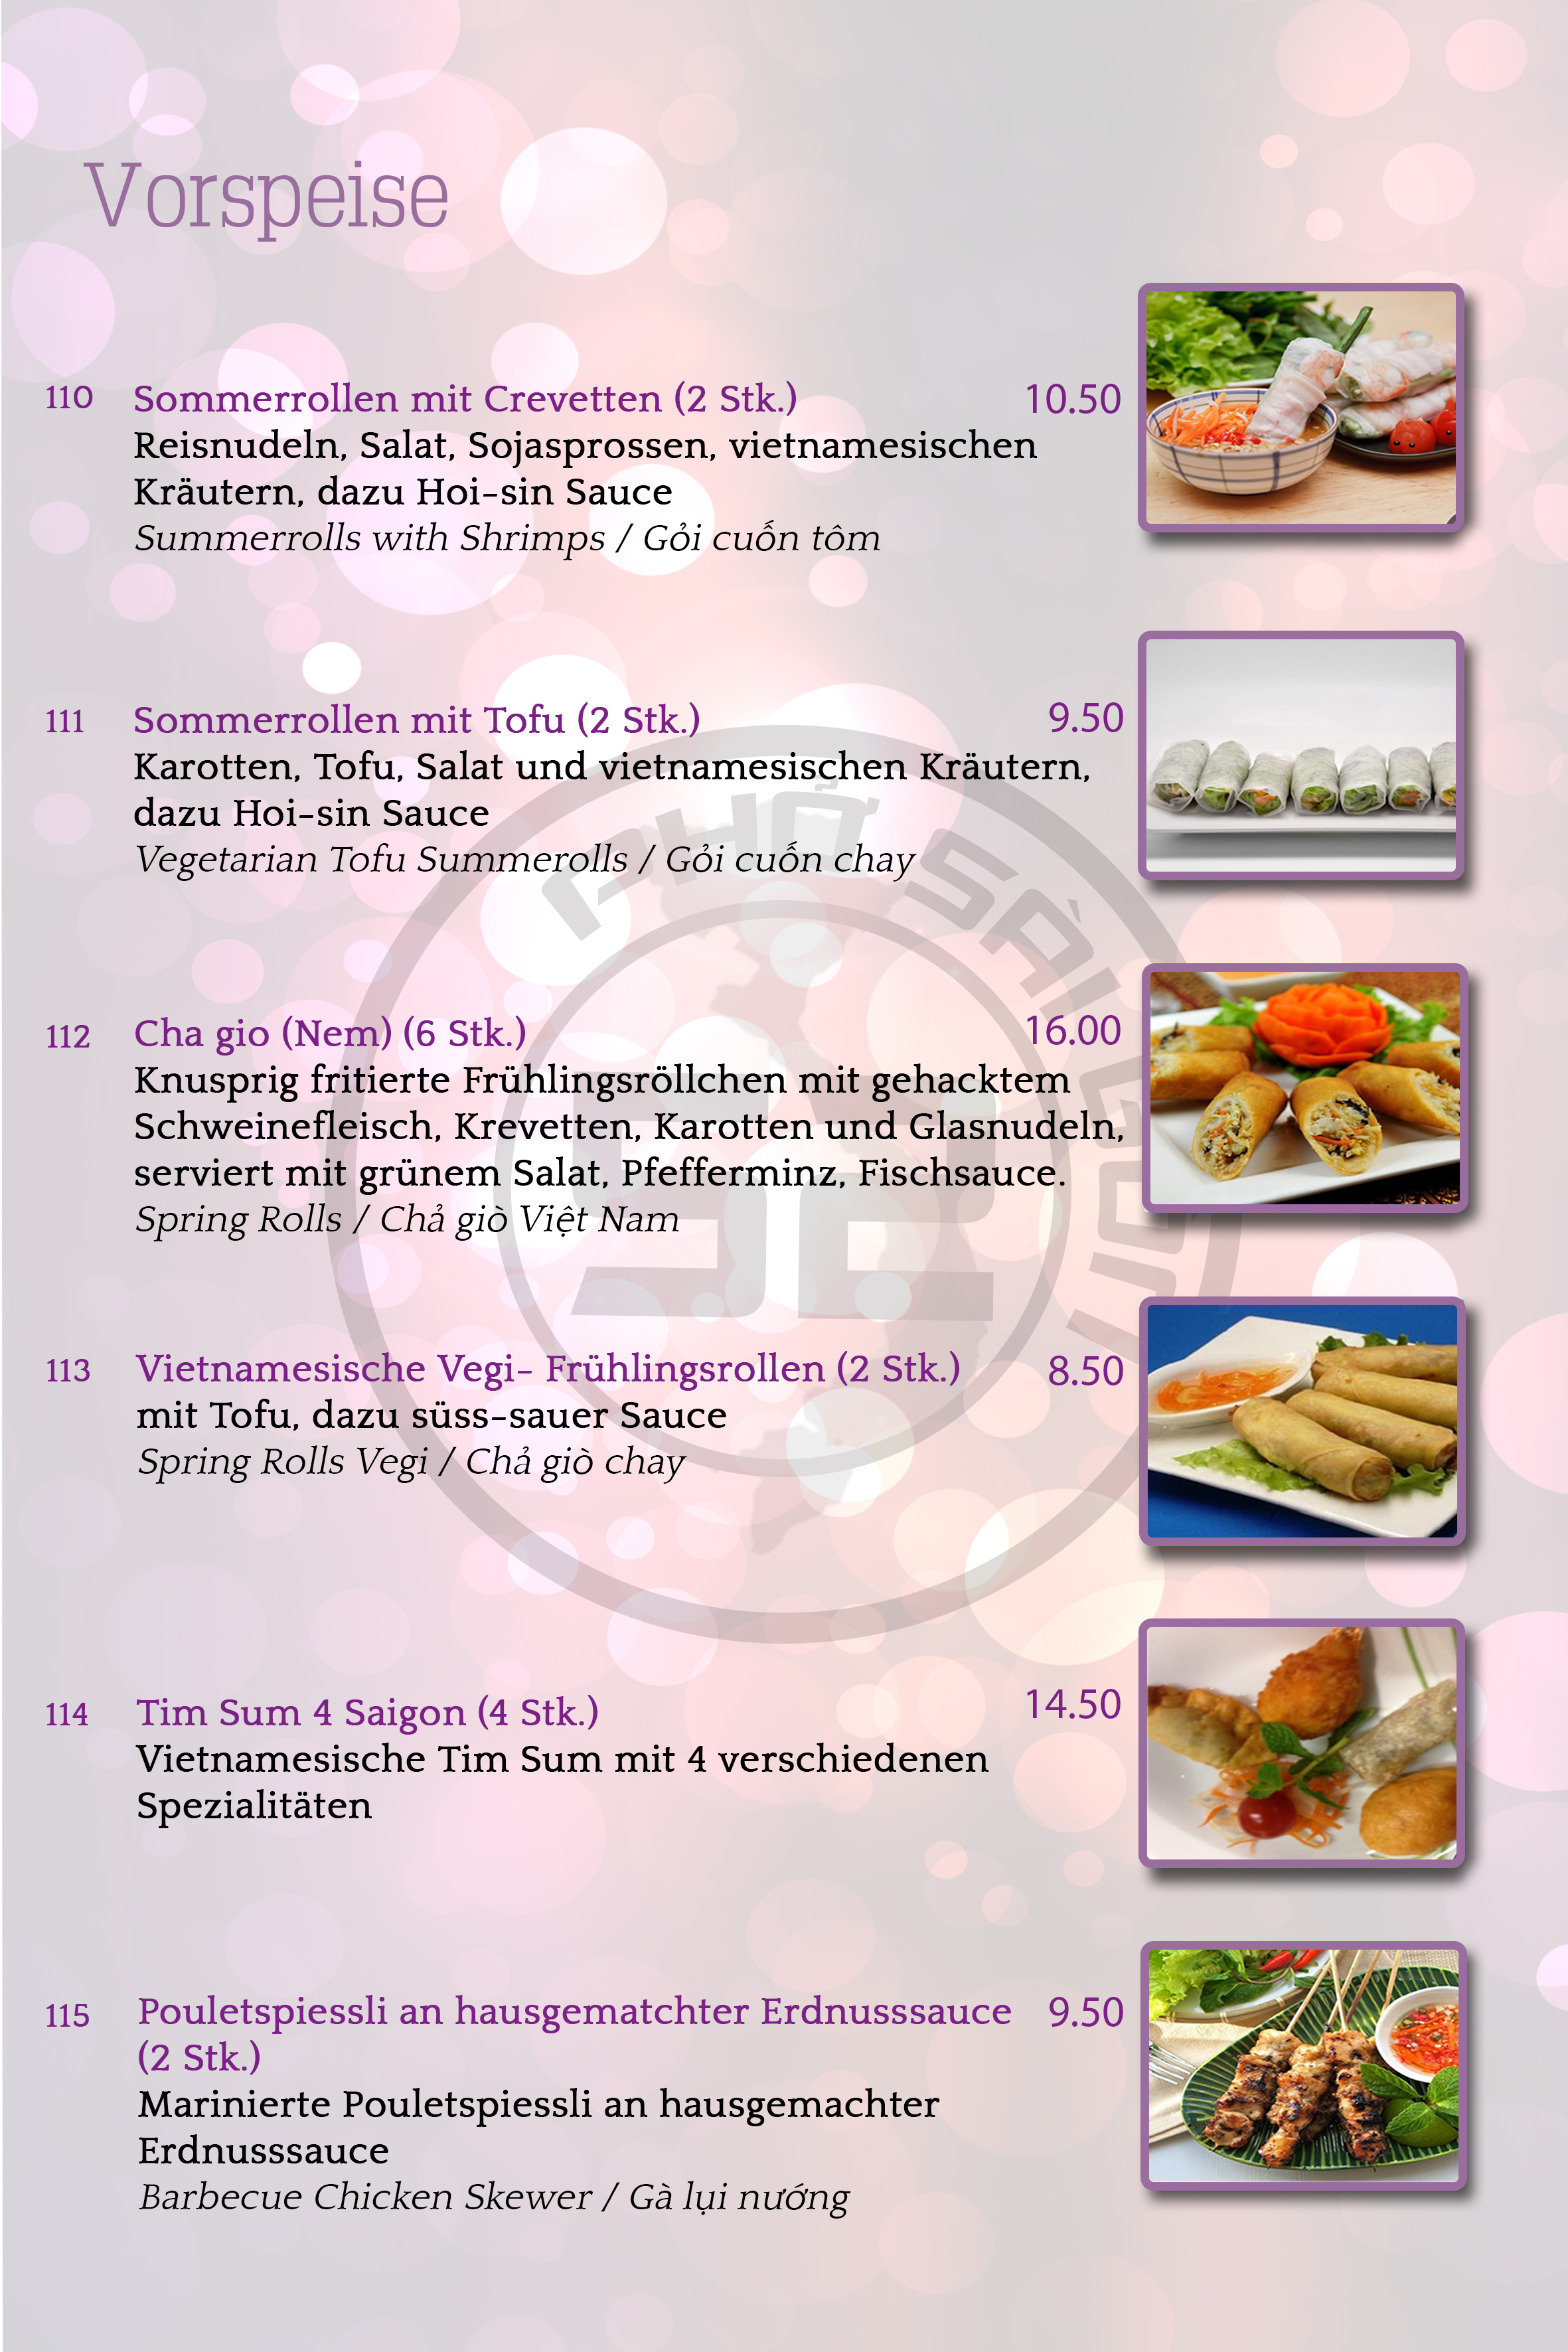 Vorspeise
110 Sommerrollen mit Crevetten (2 Stk.) 10.50
Reisnudeln, Salat, Sojasprossen, vietnamesischen
Kräutern, dazu Hoi-sin Sauce
Summerrolls with Shrimps / Gỏi cuốn tôm
111 Sommerrollen mit Tofu (2 Stk.) 9.50
Karotten, Tofu, Salat und vietnamesischen Kräutern,
dazu Hoi-sin Sauce
Vegetarian Tofu Summerolls / Gỏi cuốn chay
PHỞ SÀI GÒN
112 Cha gio (Nem) (6 Stk.) 16.00
Knusprig fritierte Frühlingsröllchen mit gehacktem
Schweinefleisch, Krevetten, Karotten und Glasnudeln,
serviert mit grünem Salat, Pfefferminz, Fischsauce.
Spring Rolls / Chả giò Việt Nam
113 Vietnamesische Vegi- Frühlingsrollen (2 Stk.) 8.50
mit Tofu, dazu süss-sauer Sauce
Spring Rolls Vegi / Chả giò chay
114 Tim Sum 4 Saigon (4 Stk.) 14.50
Vietnamesische Tim Sum mit 4 verschiedenen
Spezialitäten
115 Pouletspiessli an hausgematchter Erdnusssauce 9.50
(2 Stk.)
Marinierte Pouletspiessli an hausgemachter
Erdnusssauce
Barbecue Chicken Skewer / Gà lụi nướng